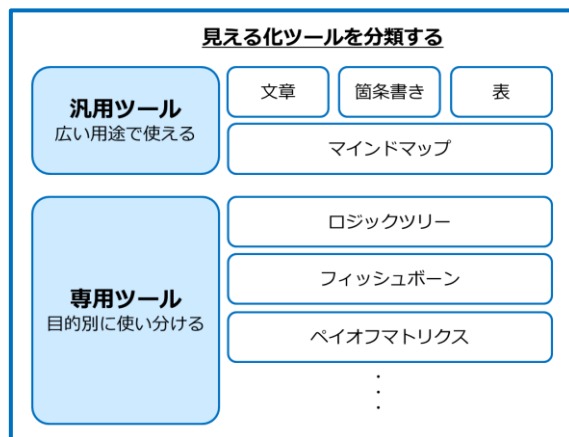 見える化ツールを分類する
汎用ツール
広い用途で使える
文章
箇条書き
表
マインドマップ
専用ツール
目的別に使い分ける
ロジックツリー
フィッシュボーン
ペイオフマトリクス
・
・
・